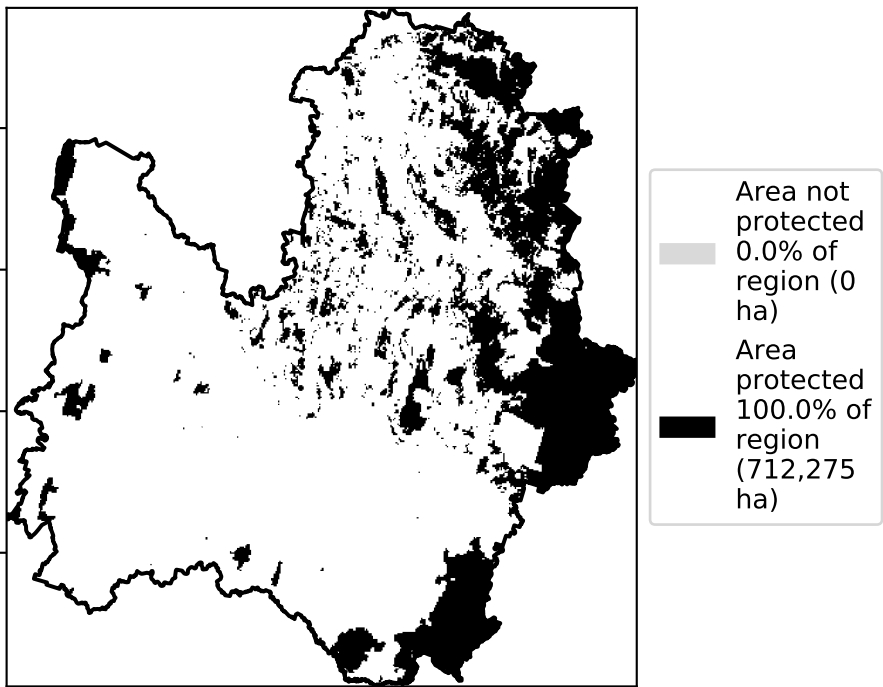 Area not
protected
0.0% of
region (0
ha)
Area
protected
100.0% of
region
(712,275
ha)